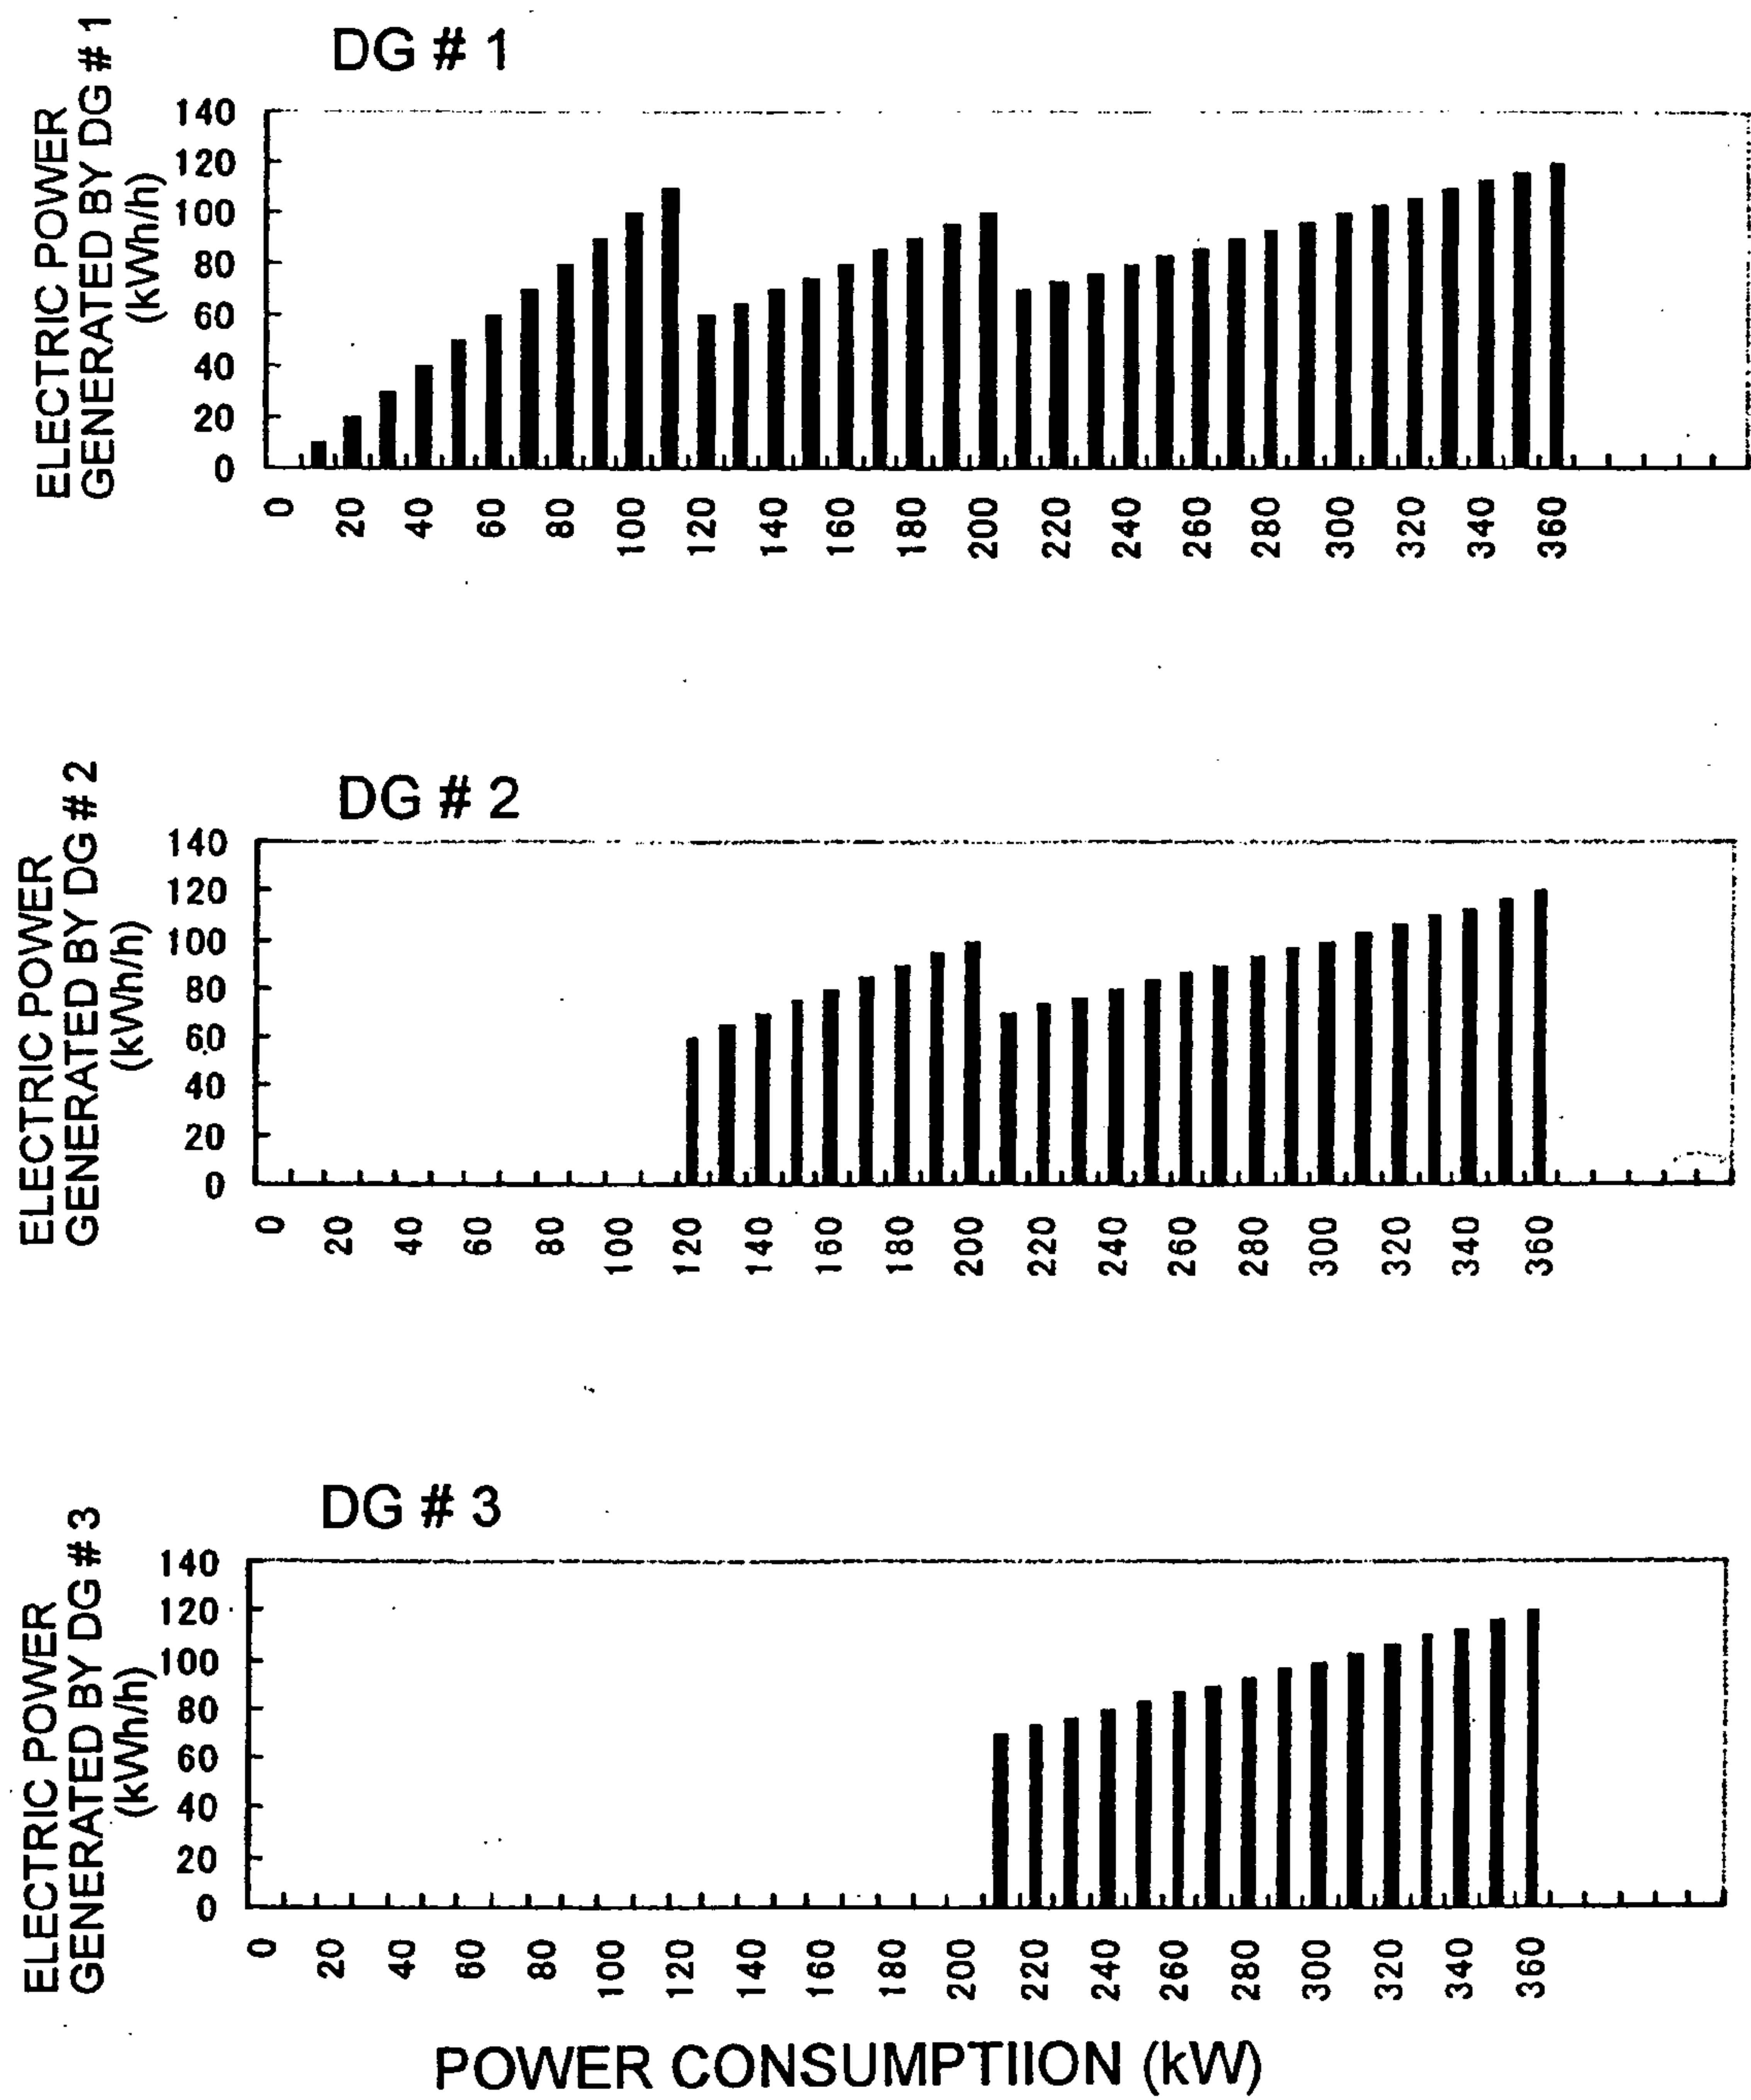 DG # 1
ELECTRIC POWER
GENERATED BY DG # 1
(kWh/h)
140
120
100
80
60
40
20
0
0 20 40 60 80 100 120 140 160 180 200 220 240 260 280 300 320 340 360
DG # 2
ELECTRIC POWER
GENERATED BY DG # 2
(kWh/h)
140
120
100
80
60
40
20
0
0 20 40 60 80 100 120 140 160 180 200 220 240 260 280 300 320 340 360
DG # 3
ELECTRIC POWER
GENERATED BY DG # 3
(kWh/h)
140
120
100
80
60
40
20
0
0 20 40 60 80 100 120 140 160 180 200 220 240 260 280 300 320 340 360
POWER CONSUMPTIION (kW)